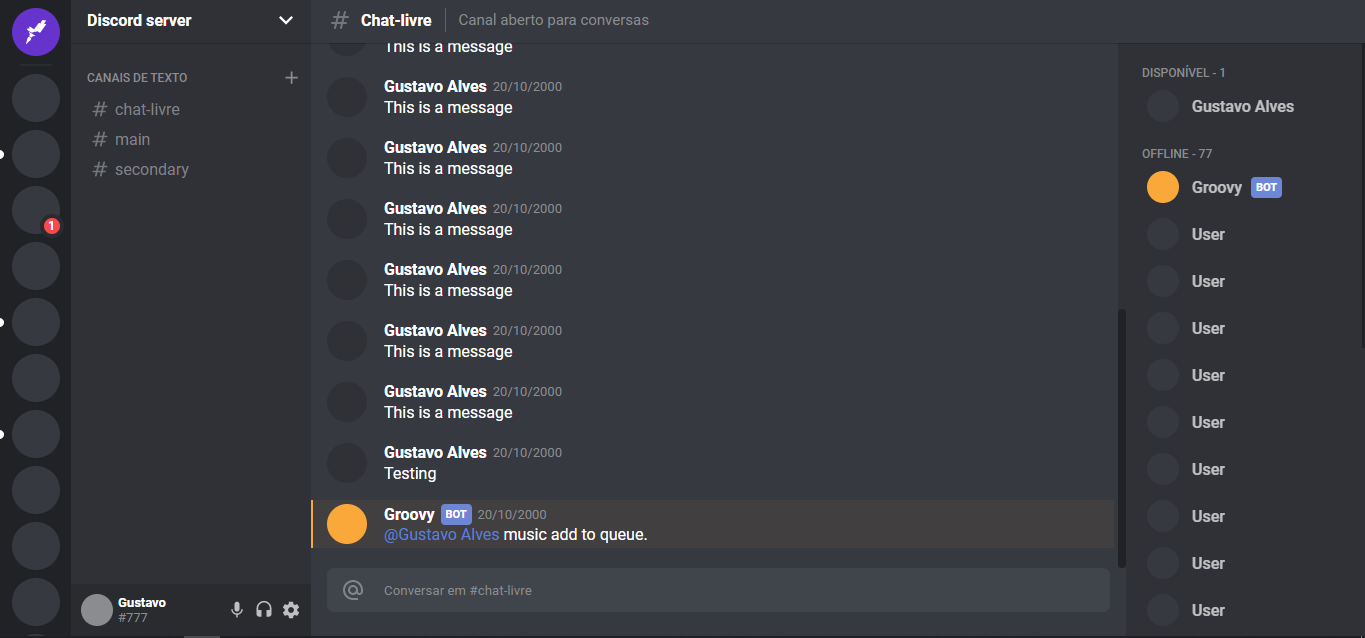 1
Discord server
CANAIS DE TEXTO
# chat-livre
# main
# secondary
Gustavo
#777
# Chat-livre Canal aberto para conversas
This is a message
Gustavo Alves 20/10/2000
This is a message
Gustavo Alves 20/10/2000
This is a message
Gustavo Alves 20/10/2000
This is a message
Gustavo Alves 20/10/2000
This is a message
Gustavo Alves 20/10/2000
This is a message
Gustavo Alves 20/10/2000
This is a message
Gustavo Alves 20/10/2000
Testing
Groovy BOT 20/10/2000
@Gustavo Alves music add to queue.
@ Conversar em #chat-livre
DISPONÍVEL - 1
Gustavo Alves
OFFLINE - 77
Groovy BOT
User
User
User
User
User
User
User
User
User